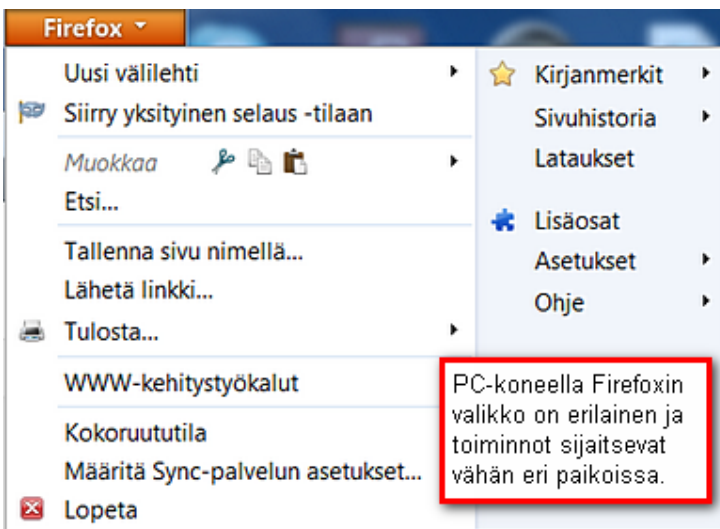 Firefox
Uusi välilehti
Siirry yksityinen selaus -tilaan
Muokkaa
Etsi...
Tallenna sivu nimellä...
Lähetä linkki...
Tulosta...
WWW-kehitystyökalut
Kokoruututila
Määritä Sync-palvelun asetukset...
Lopeta
Kirjanmerkit
Sivuhistoria
Lataukset
Lisäosat
Asetukset
Ohje
PC-koneella Firefoxin
valikko on erilainen ja
toiminnot sijaitsevat
vähän eri paikoissa.